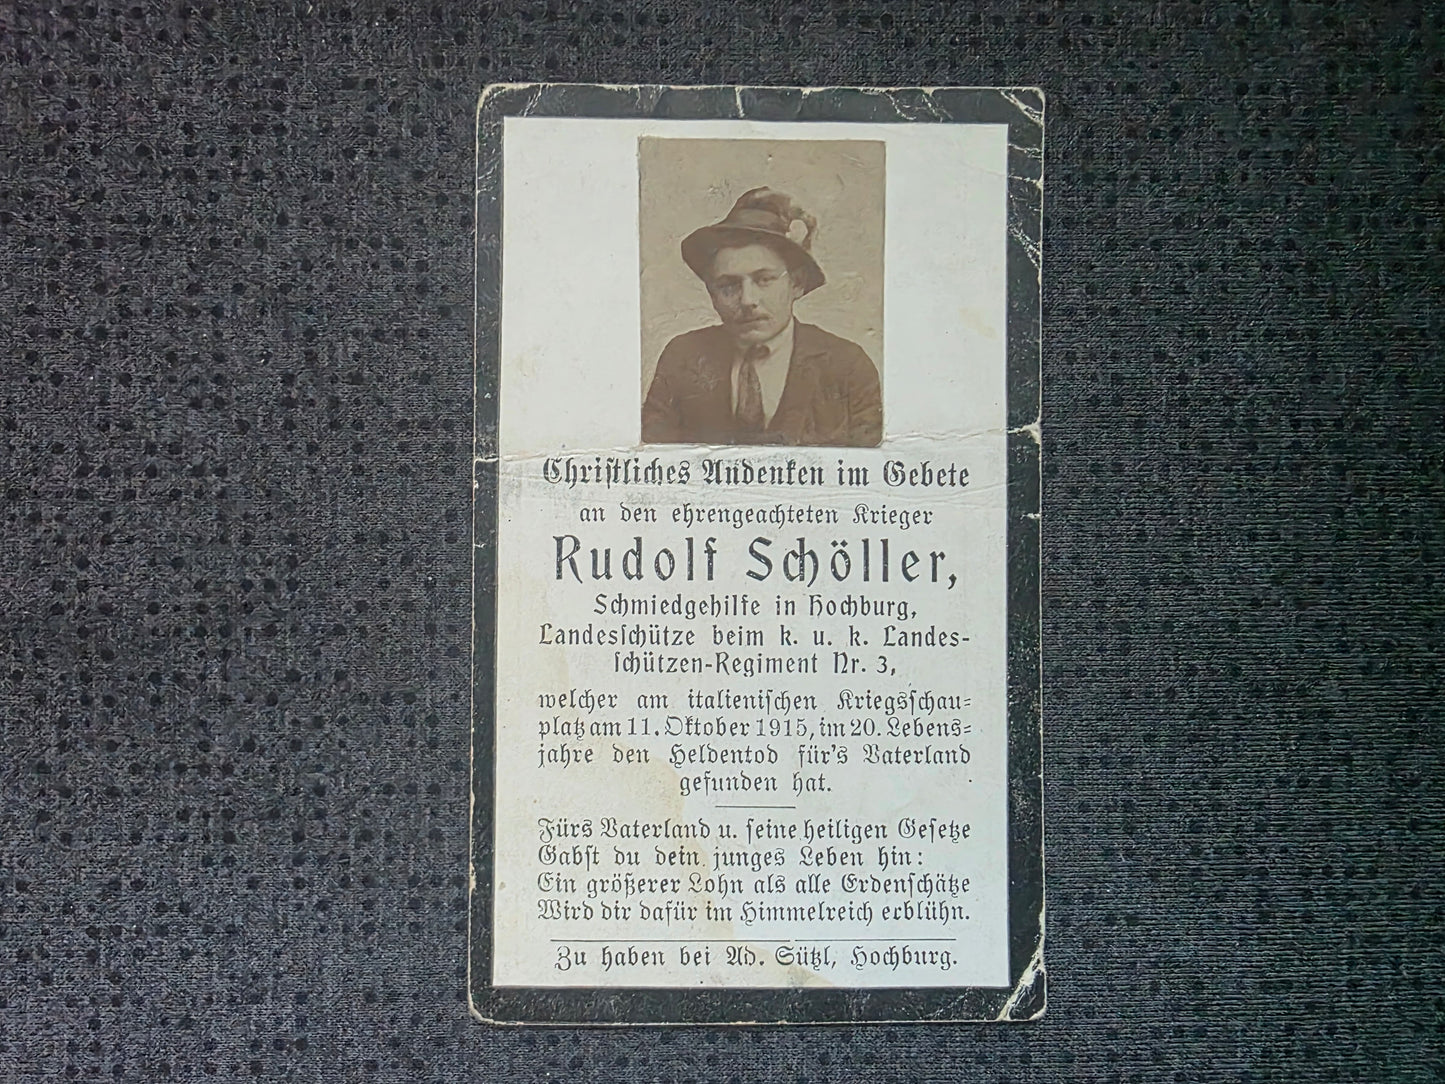 Christliches Andenken im Gebete
an den ehrengeachteten Krieger
Rudolf Schöller,
Schmiedgehilfe in Hochburg,
Landesschütze beim k. u. k. Landes-
schützen-Regiment Nr. 3,
welcher am italienischen Kriegsschau-
platz am 11. Oktober 1915, im 20. Lebens-
jahre den Heldentod für's Vaterland
gefunden hat.
Fürs Vaterland u. seine heiligen Gesetze
Gabst du dein junges Leben hin:
Ein größerer Lohn als alle Erdenschätze
Wird dir dafür im Himmelreich erblühn.
Zu haben bei Ad. Sützl, Hochburg.